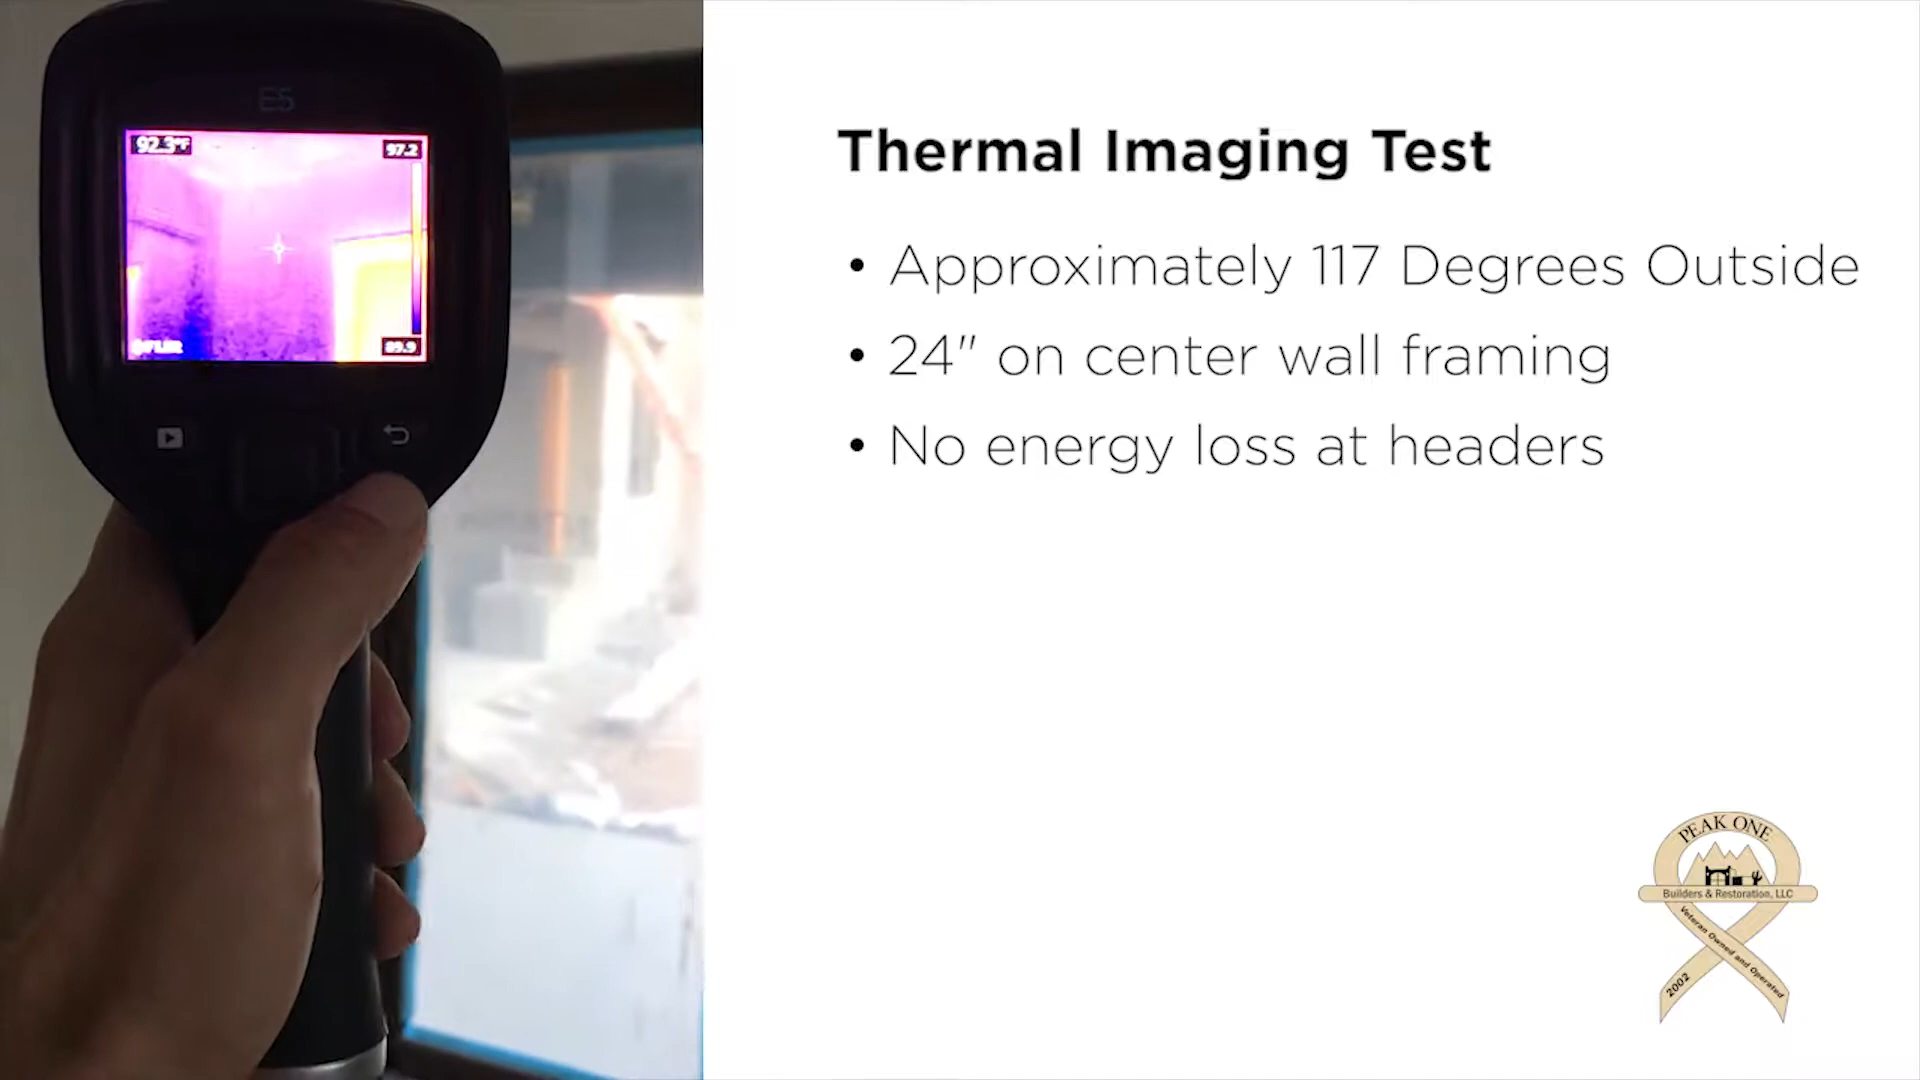 E5
92.3°F
97.2
89.9
FLIR
Thermal Imaging Test
• Approximately 117 Degrees Outside
• 24" on center wall framing
• No energy loss at headers
PEAK ONE
Builders & Restoration, LLC
Veteran Owned and Operated
2002